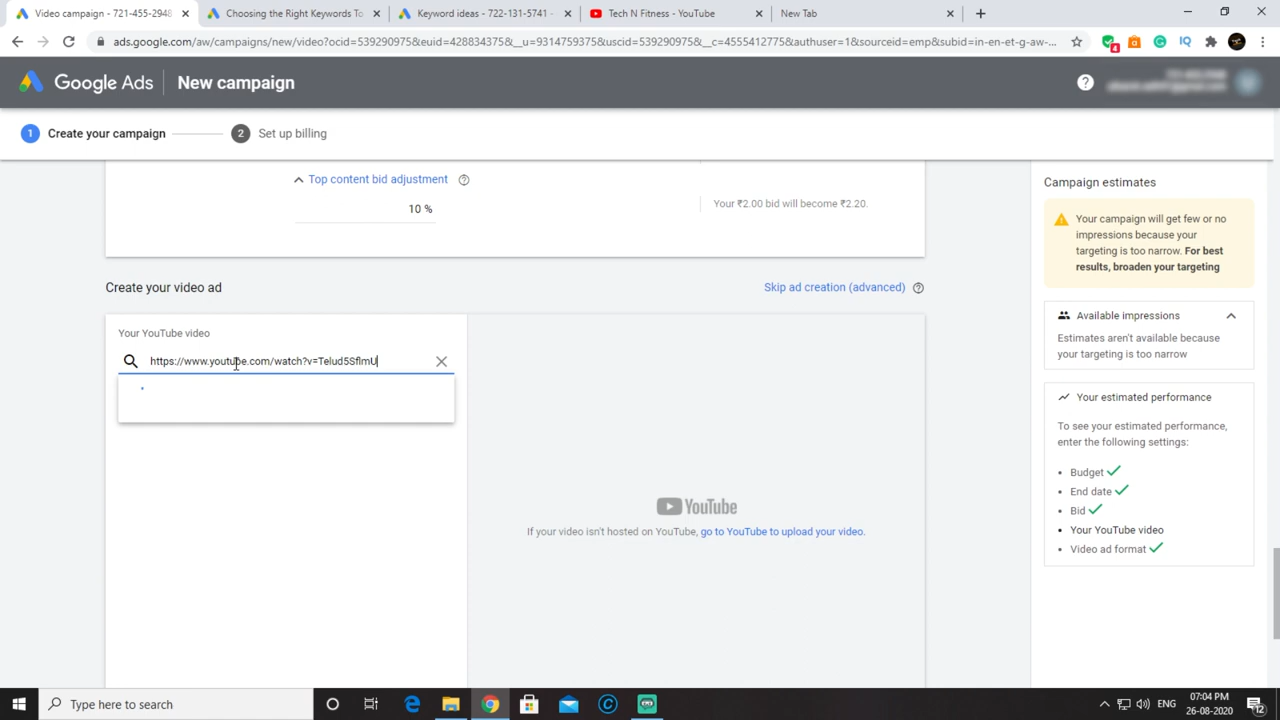 Video campaign - 721-455-2948
Choosing the Right Keywords To
Keyword ideas - 722-131-5741 -
Tech N Fitness - YouTube
New Tab
ads.google.com/aw/campaigns/new/video?ocid=539290975&euid=428834375&__u=9314759375&uscid=539290975&__c=4555412775&authuser=1&sourceid=emp&subid=in-en-et-g-aw-...
4
IQ
Google Ads
New campaign
1 Create your campaign
2 Set up billing
Top content bid adjustment
10 %
Your ₹2.00 bid will become ₹2.20.
Create your video ad
Skip ad creation (advanced)
Your YouTube video
https://www.youtube.com/watch?v=Telud5SflmU
YouTube
If your video isn't hosted on YouTube, go to YouTube to upload your video.
Campaign estimates
Your campaign will get few or no
impressions because your
targeting is too narrow. For best
results, broaden your targeting
Available impressions
Estimates aren't available because
your targeting is too narrow
Your estimated performance
To see your estimated performance,
enter the following settings:
• Budget
• End date
• Bid
• Your YouTube video
• Video ad format
Type here to search
ENG
07:04 PM
26-08-2020
12